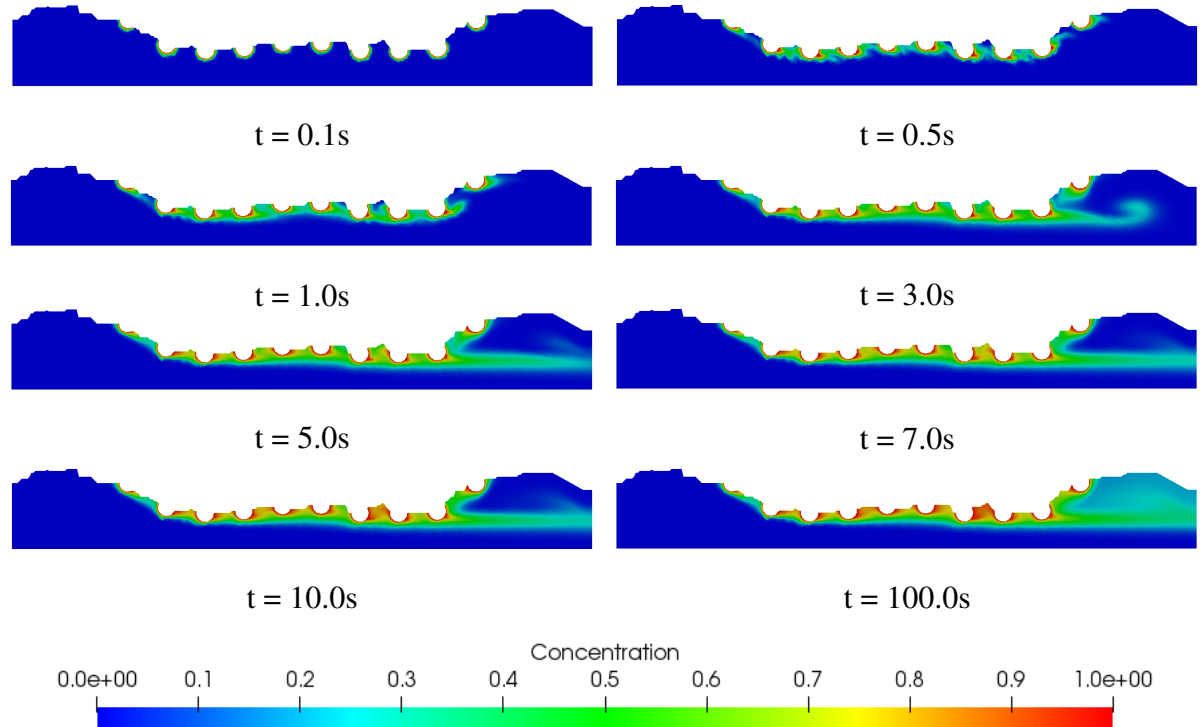 t = 0.1s
t = 0.5s
t = 1.0s
t = 3.0s
t = 5.0s
t = 7.0s
t = 10.0s
t = 100.0s
Concentration
0.0e+00 0.1 0.2 0.3 0.4 0.5 0.6 0.7 0.8 0.9 1.0e+00